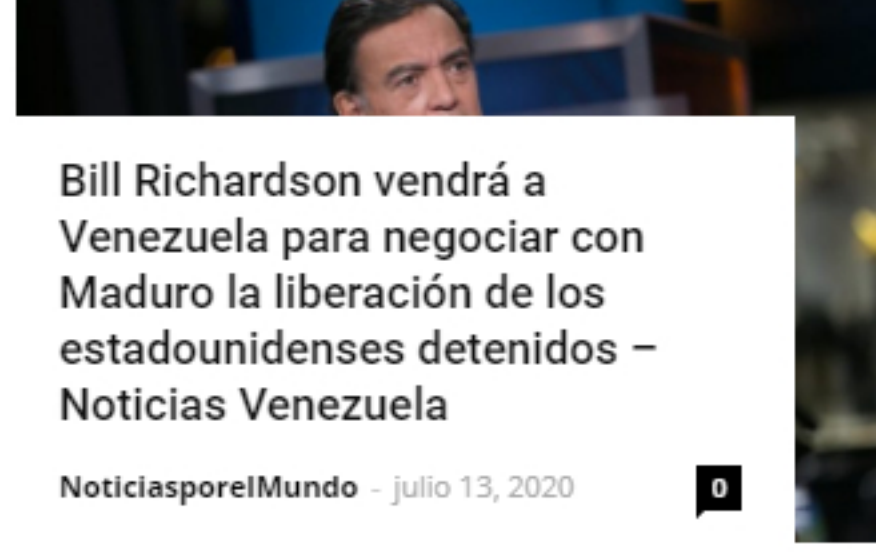 Bill Richardson vendrá a
Venezuela para negociar con
Maduro la liberación de los
estadounidenses detenidos –
Noticias Venezuela
NoticiasporelMundo - julio 13, 2020
0